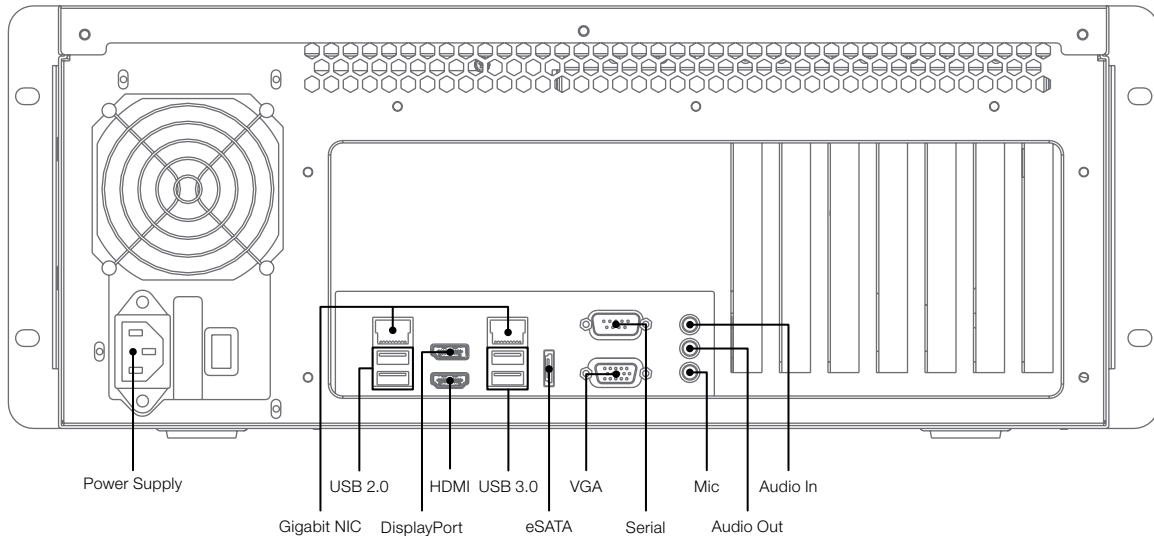 Power Supply
USB 2.0
HDMI
USB 3.0
VGA
Mic
Audio In
Gigabit NIC
DisplayPort
eSATA
Serial
Audio Out